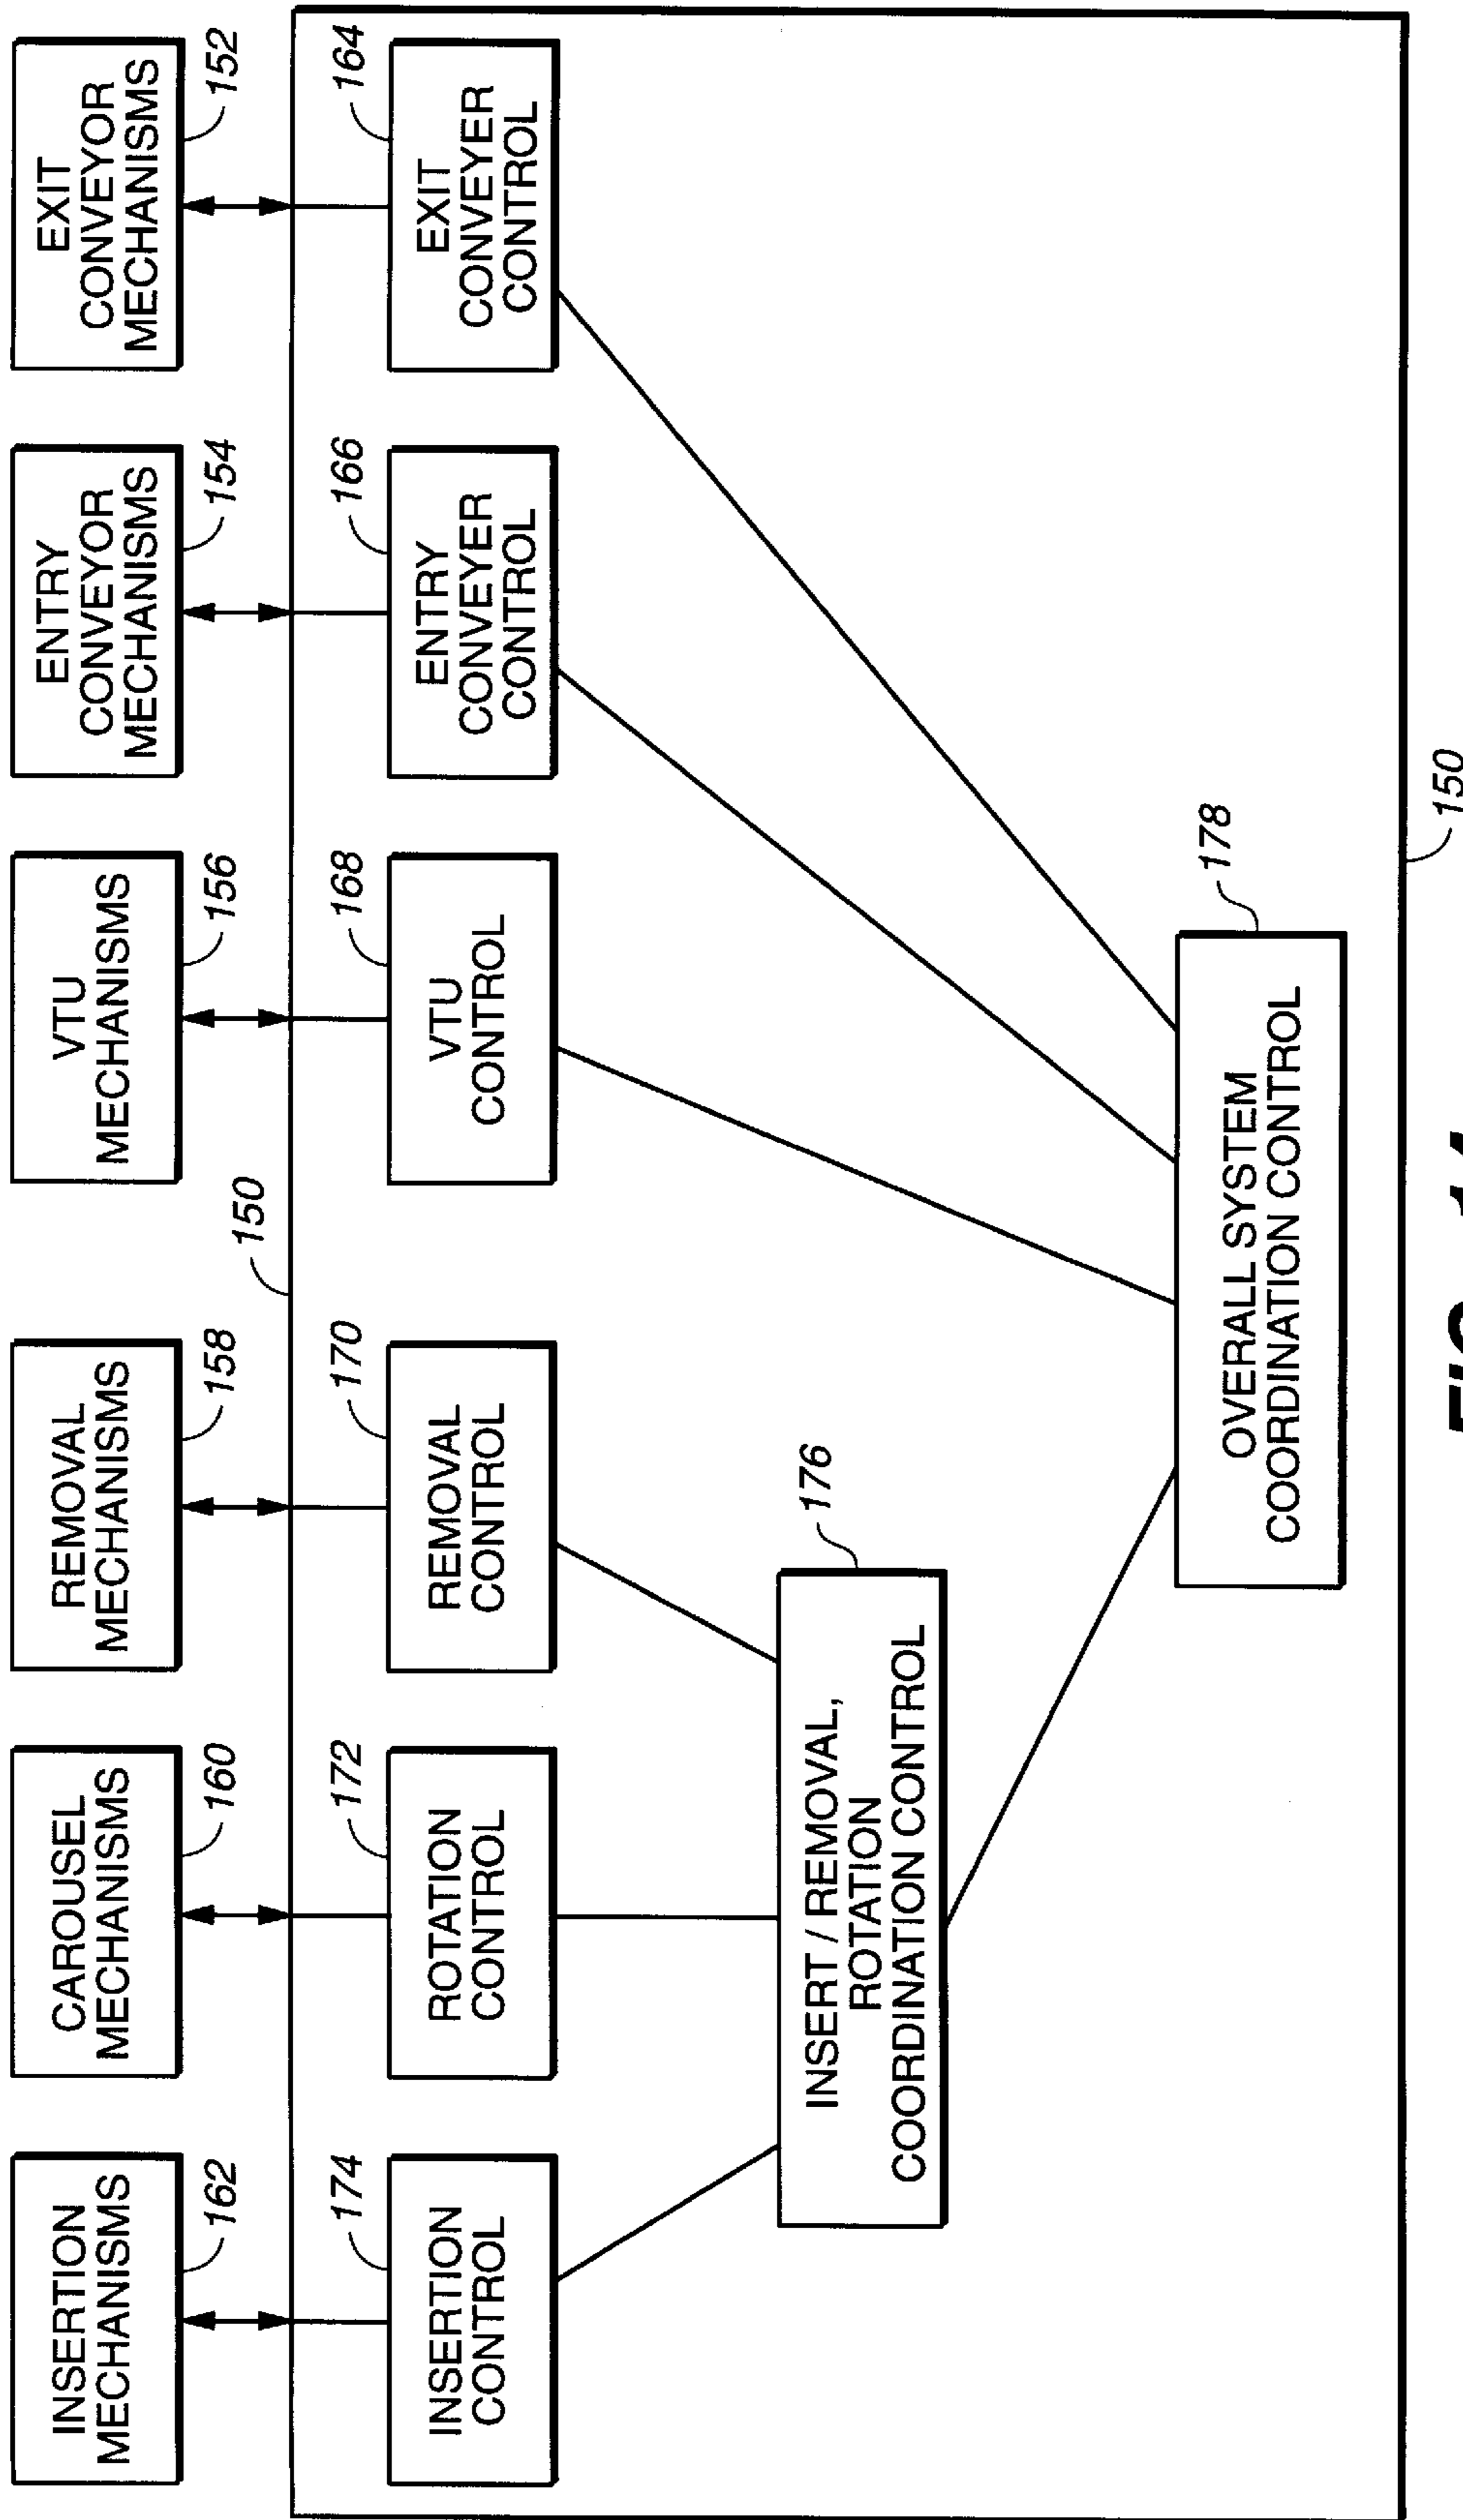 INSERTION
MECHANISMS
162
CAROUSEL
MECHANISMS
160
REMOVAL
MECHANISMS
158
150
VTU
MECHANISMS
156
ENTRY
CONVEYOR
MECHANISMS
154
EXIT
CONVEYOR
MECHANISMS
152
174
INSERTION
CONTROL
172
ROTATION
CONTROL
170
REMOVAL
CONTROL
168
VTU
CONTROL
166
ENTRY
CONVEYER
CONTROL
164
EXIT
CONVEYER
CONTROL
176
INSERT / REMOVAL,
ROTATION
COORDINATION CONTROL
178
OVERALL SYSTEM
COORDINATION CONTROL
150